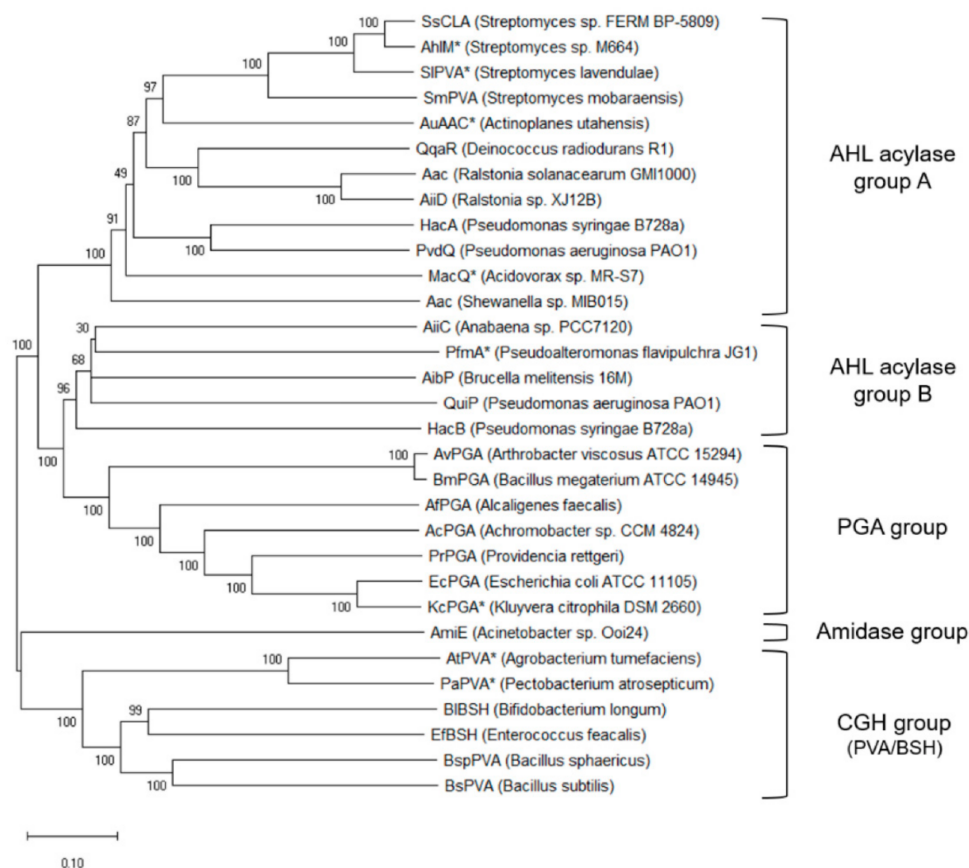 SsCLA (Streptomyces sp. FERM BP-5809)
AhlM* (Streptomyces sp. M664)
SlPVA* (Streptomyces lavendulae)
SmPVA (Streptomyces mobaraensis)
AuAAC* (Actinoplanes utahensis)
QqaR (Deinococcus radiodurans R1)
Aac (Ralstonia solanacearum GMI1000)
AiiD (Ralstonia sp. XJ12B)
HacA (Pseudomonas syringae B728a)
PvdQ (Pseudomonas aeruginosa PAO1)
MacQ* (Acidovorax sp. MR-S7)
Aac (Shewanella sp. MIB015)
AHL acylase
group A
AiiC (Anabaena sp. PCC7120)
PfmA* (Pseudoalteromonas flavipulchra JG1)
AibP (Brucella melitensis 16M)
QuiP (Pseudomonas aeruginosa PAO1)
HacB (Pseudomonas syringae B728a)
AHL acylase
group B
AvPGA (Arthrobacter viscosus ATCC 15294)
BmPGA (Bacillus megaterium ATCC 14945)
AfPGA (Alcaligenes faecalis)
AcPGA (Achromobacter sp. CCM 4824)
PrPGA (Providencia rettgeri)
EcPGA (Escherichia coli ATCC 11105)
KcPGA* (Kluyvera citrophila DSM 2660)
PGA group
AmiE (Acinetobacter sp. Ooi24)
Amidase group
AtPVA* (Agrobacterium tumefaciens)
PaPVA* (Pectobacterium atrosepticum)
BlBSH (Bifidobacterium longum)
EfBSH (Enterococcus feacalis)
BspPVA (Bacillus sphaericus)
BsPVA (Bacillus subtilis)
CGH group
(PVA/BSH)
100
100
100
97
87
100
49
100
91
100
100
30
68
96
100
100
100
100
100
100
100
100
100
100
99
100
100
0.10